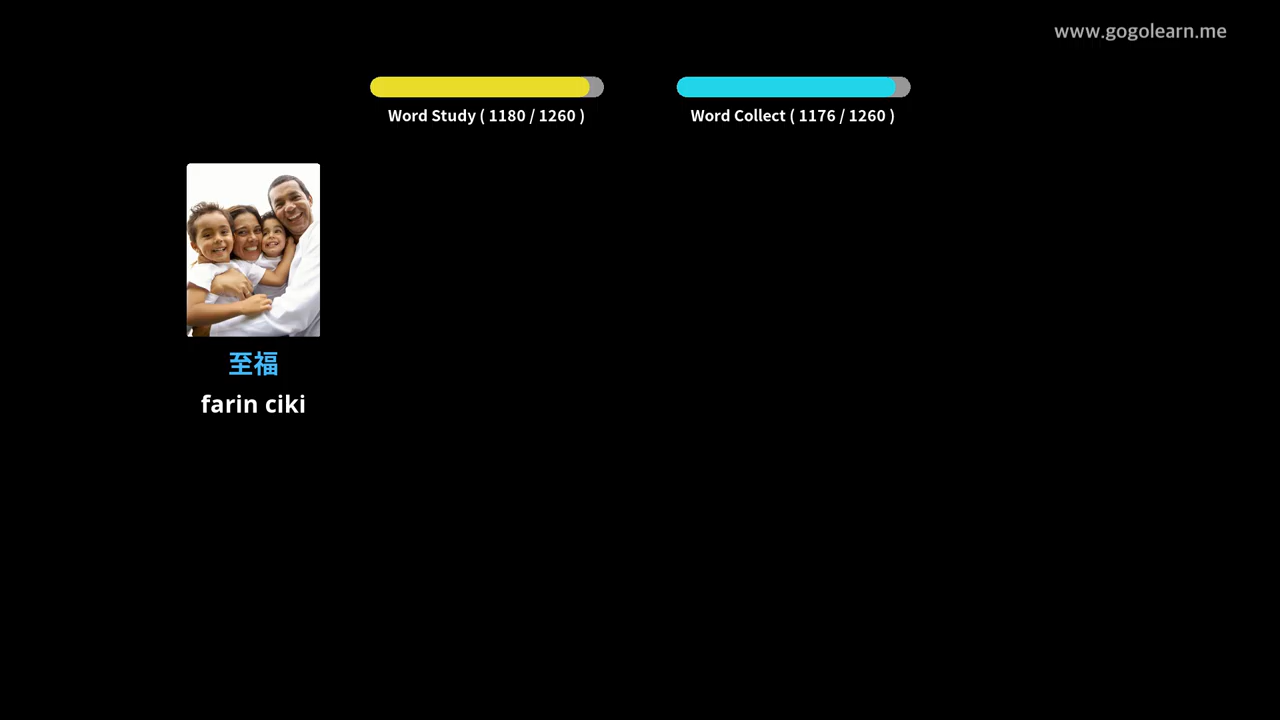 www.gogolearn.me
Word Study ( 1180 / 1260 )
Word Collect ( 1176 / 1260 )
至福
farin ciki